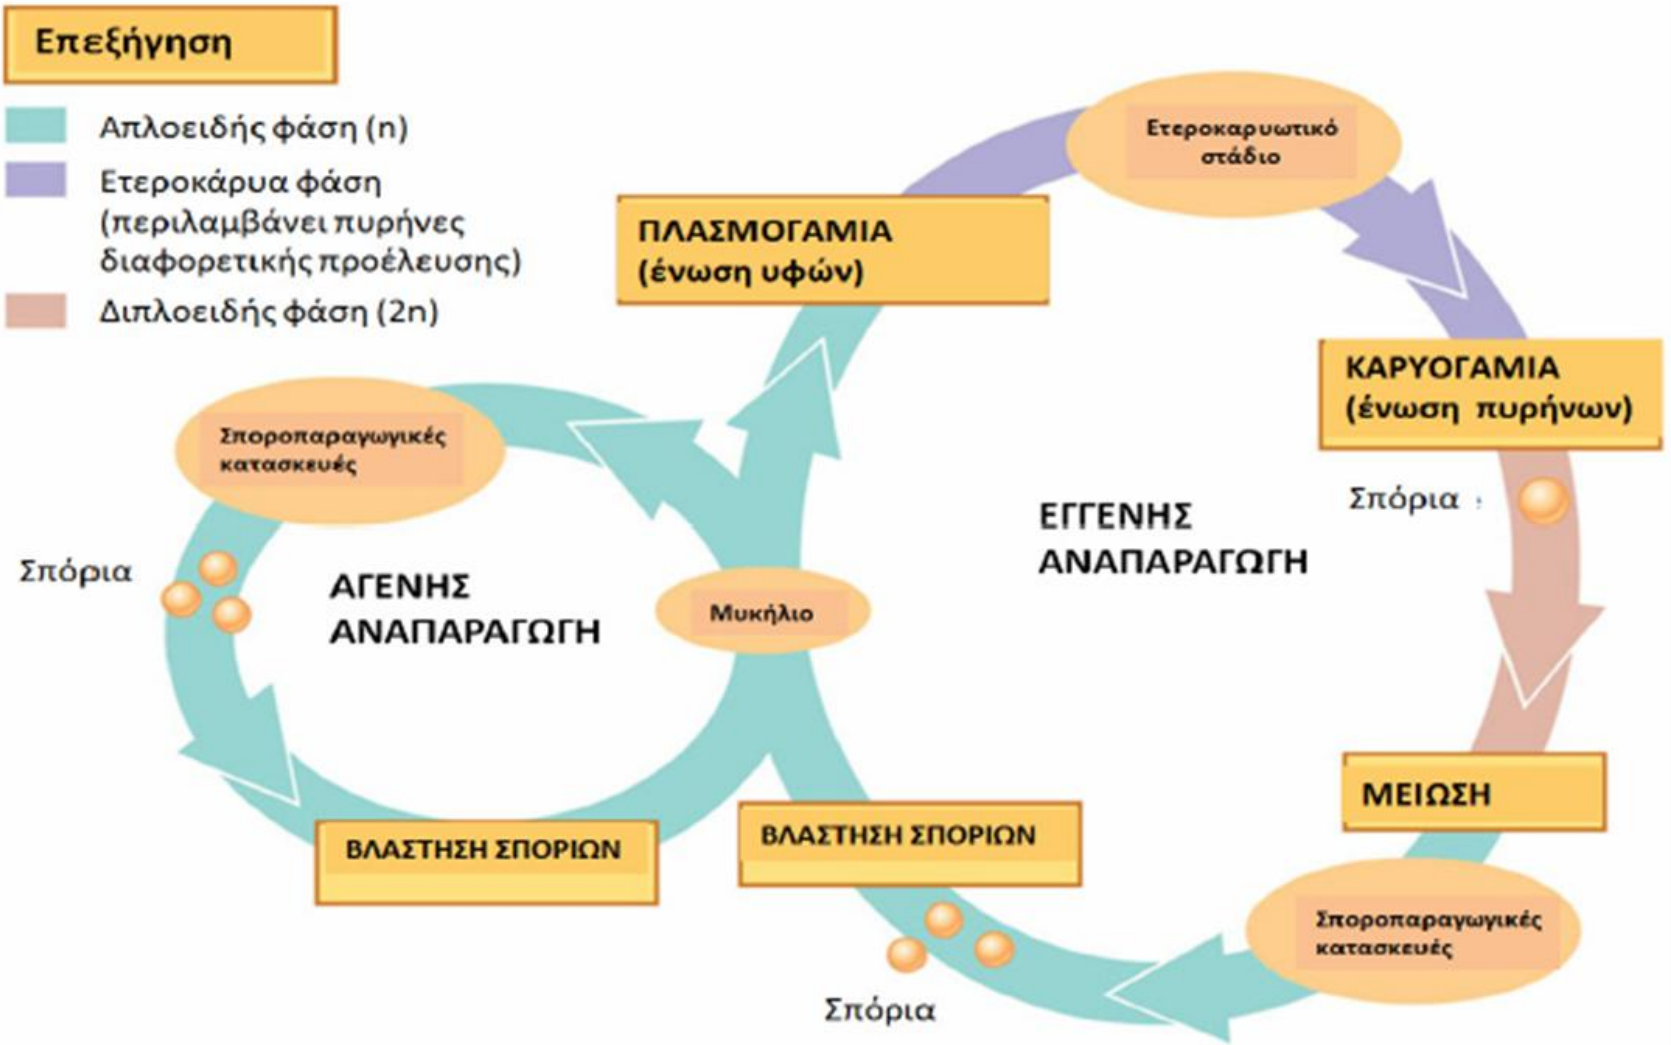 Επεξήγηση
Απλοειδής φάση (n)
Ετεροκάρυα φάση
(περιλαμβάνει πυρήνες
διαφορετικής προέλευσης)
Διπλοειδής φάση (2n)
Ετεροκαρυωτικό
στάδιο
ΠΛΑΣΜΟΓΑΜΙΑ
(ένωση υφών)
ΚΑΡΥΟΓΑΜΙΑ
(ένωση πυρήνων)
Σποροπαραγωγικές
κατασκευές
Σπόρια
ΕΓΓΕΝΗΣ
ΑΝΑΠΑΡΑΓΩΓΗ
Σπόρια
ΑΓΕΝΗΣ
ΑΝΑΠΑΡΑΓΩΓΗ
Μυκήλιο
ΜΕΙΩΣΗ
ΒΛΑΣΤΗΣΗ ΣΠΟΡΙΩΝ
ΒΛΑΣΤΗΣΗ ΣΠΟΡΙΩΝ
Σποροπαραγωγικές
κατασκευές
Σπόρια